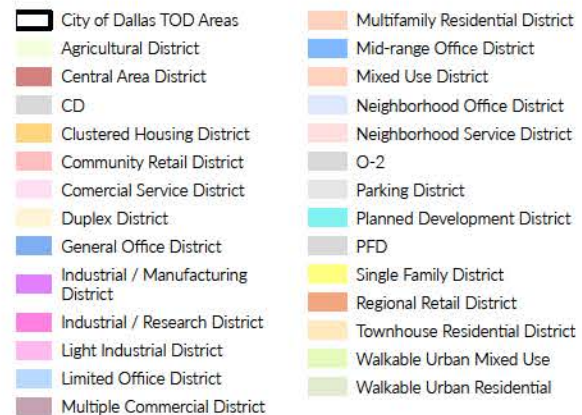 City of Dallas TOD Areas
Agricultural District
Central Area District
CD
Clustered Housing District
Community Retail District
Comercial Service District
Duplex District
General Office District
Industrial / Manufacturing
District
Industrial / Research District
Light Industrial District
Limited Offiice District
Multiple Commercial District
Multifamily Residential District
Mid-range Office District
Mixed Use District
Neighborhood Office District
Neighborhood Service District
O-2
Parking District
Planned Development District
PFD
Single Family District
Regional Retail District
Townhouse Residential District
Walkable Urban Mixed Use
Walkable Urban Residential